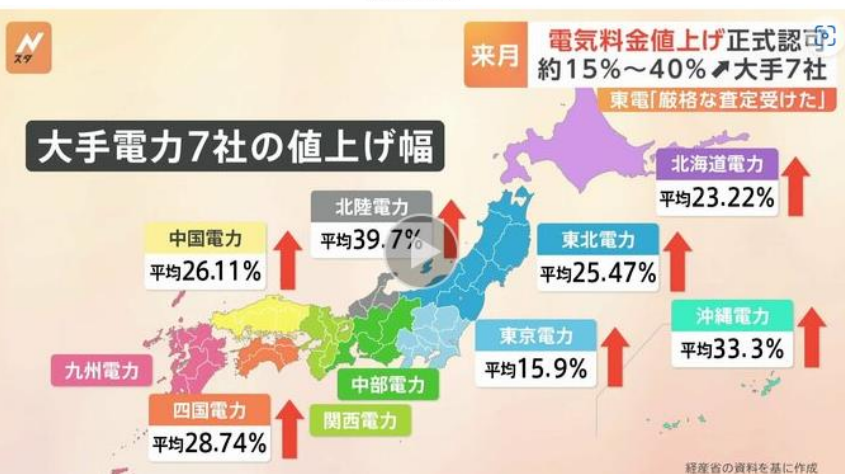 N
スタ
来月
電気料金値上げ正式認可
約15%～40%↗大手7社
東電「厳格な査定受けた」
大手電力7社の値上げ幅
北海道電力
平均23.22%
北陸電力
平均39.7%
中国電力
平均26.11%
東北電力
平均25.47%
沖縄電力
平均33.3%
東京電力
平均15.9%
九州電力
中部電力
四国電力
平均28.74%
関西電力
経産省の資料を基に作成